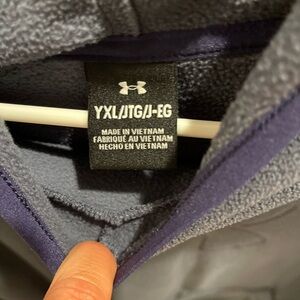 YXL/JTG/J-EG
MADE IN VIETNAM
FABRIQUÉ AU VIETNAM
HECHO EN VIETNAM